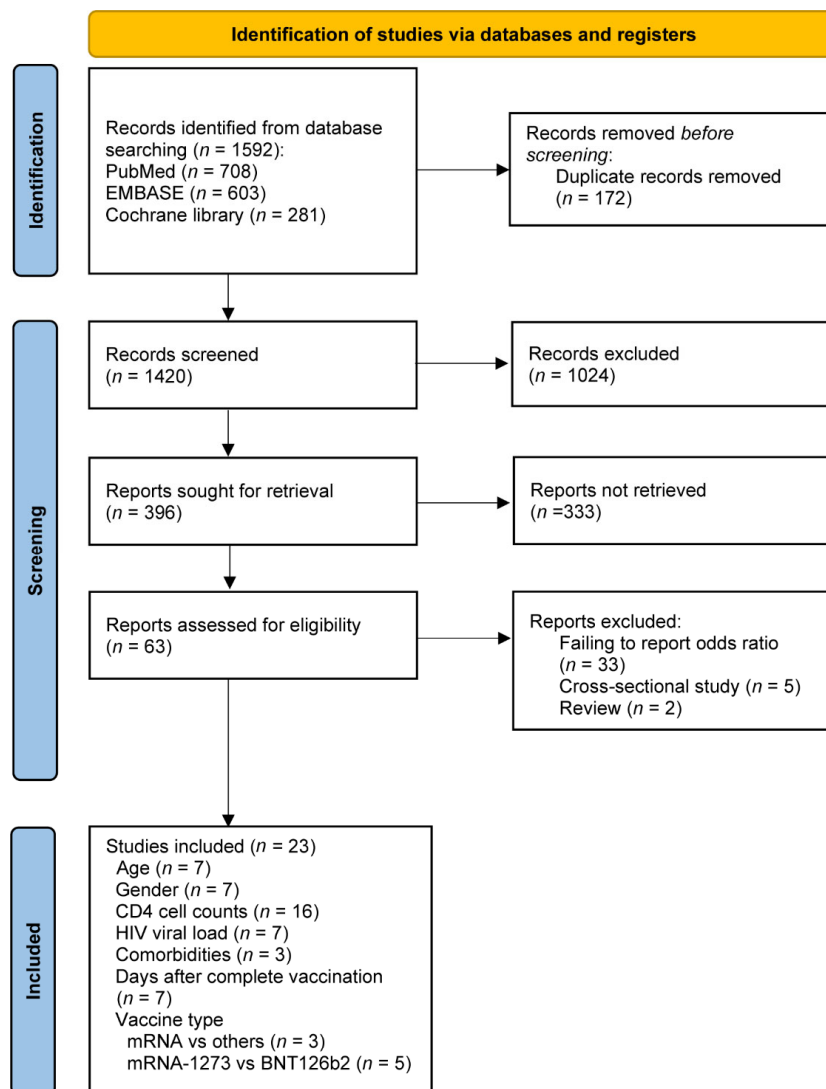 Identification of studies via databases and registers
Identification
Records identified from database
searching (n = 1592):
PubMed (n = 708)
EMBASE (n = 603)
Cochrane library (n = 281)
Records removed before
screening:
Duplicate records removed
(n = 172)
Screening
Records screened
(n = 1420)
Records excluded
(n = 1024)
Reports sought for retrieval
(n = 396)
Reports not retrieved
(n =333)
Reports assessed for eligibility
(n = 63)
Reports excluded:
Failing to report odds ratio
(n = 33)
Cross-sectional study (n = 5)
Review (n = 2)
Included
Studies included (n = 23)
Age (n = 7)
Gender (n = 7)
CD4 cell counts (n = 16)
HIV viral load (n = 7)
Comorbidities (n = 3)
Days after complete vaccination
(n = 7)
Vaccine type
mRNA vs others (n = 3)
mRNA-1273 vs BNT126b2 (n = 5)